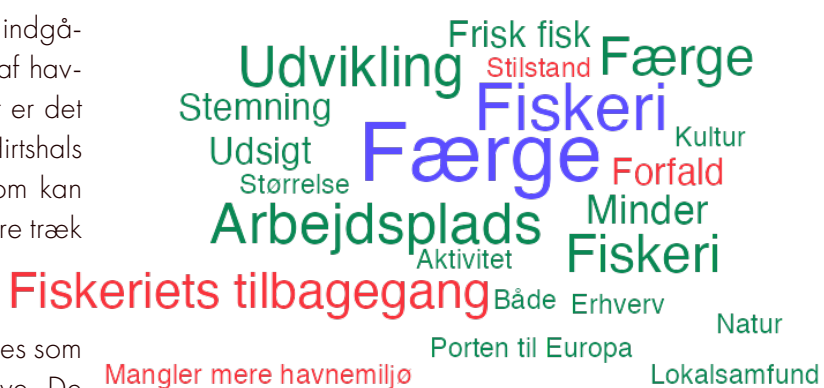 indgå-
af hav-
er det
Hirtshals
om kan
re træk
es som
De
Frisk fisk
Udvikling
Stilstand
Færge
Stemning
Fiskeri
Kultur
Udsigt
Færge
Forfald
Størrelse
Arbejdsplads
Minder
Aktivitet
Fiskeri
Fiskeriets tilbagegang
Både
Erhverv
Natur
Porten til Europa
Mangler mere havnemiljø
Lokalsamfund